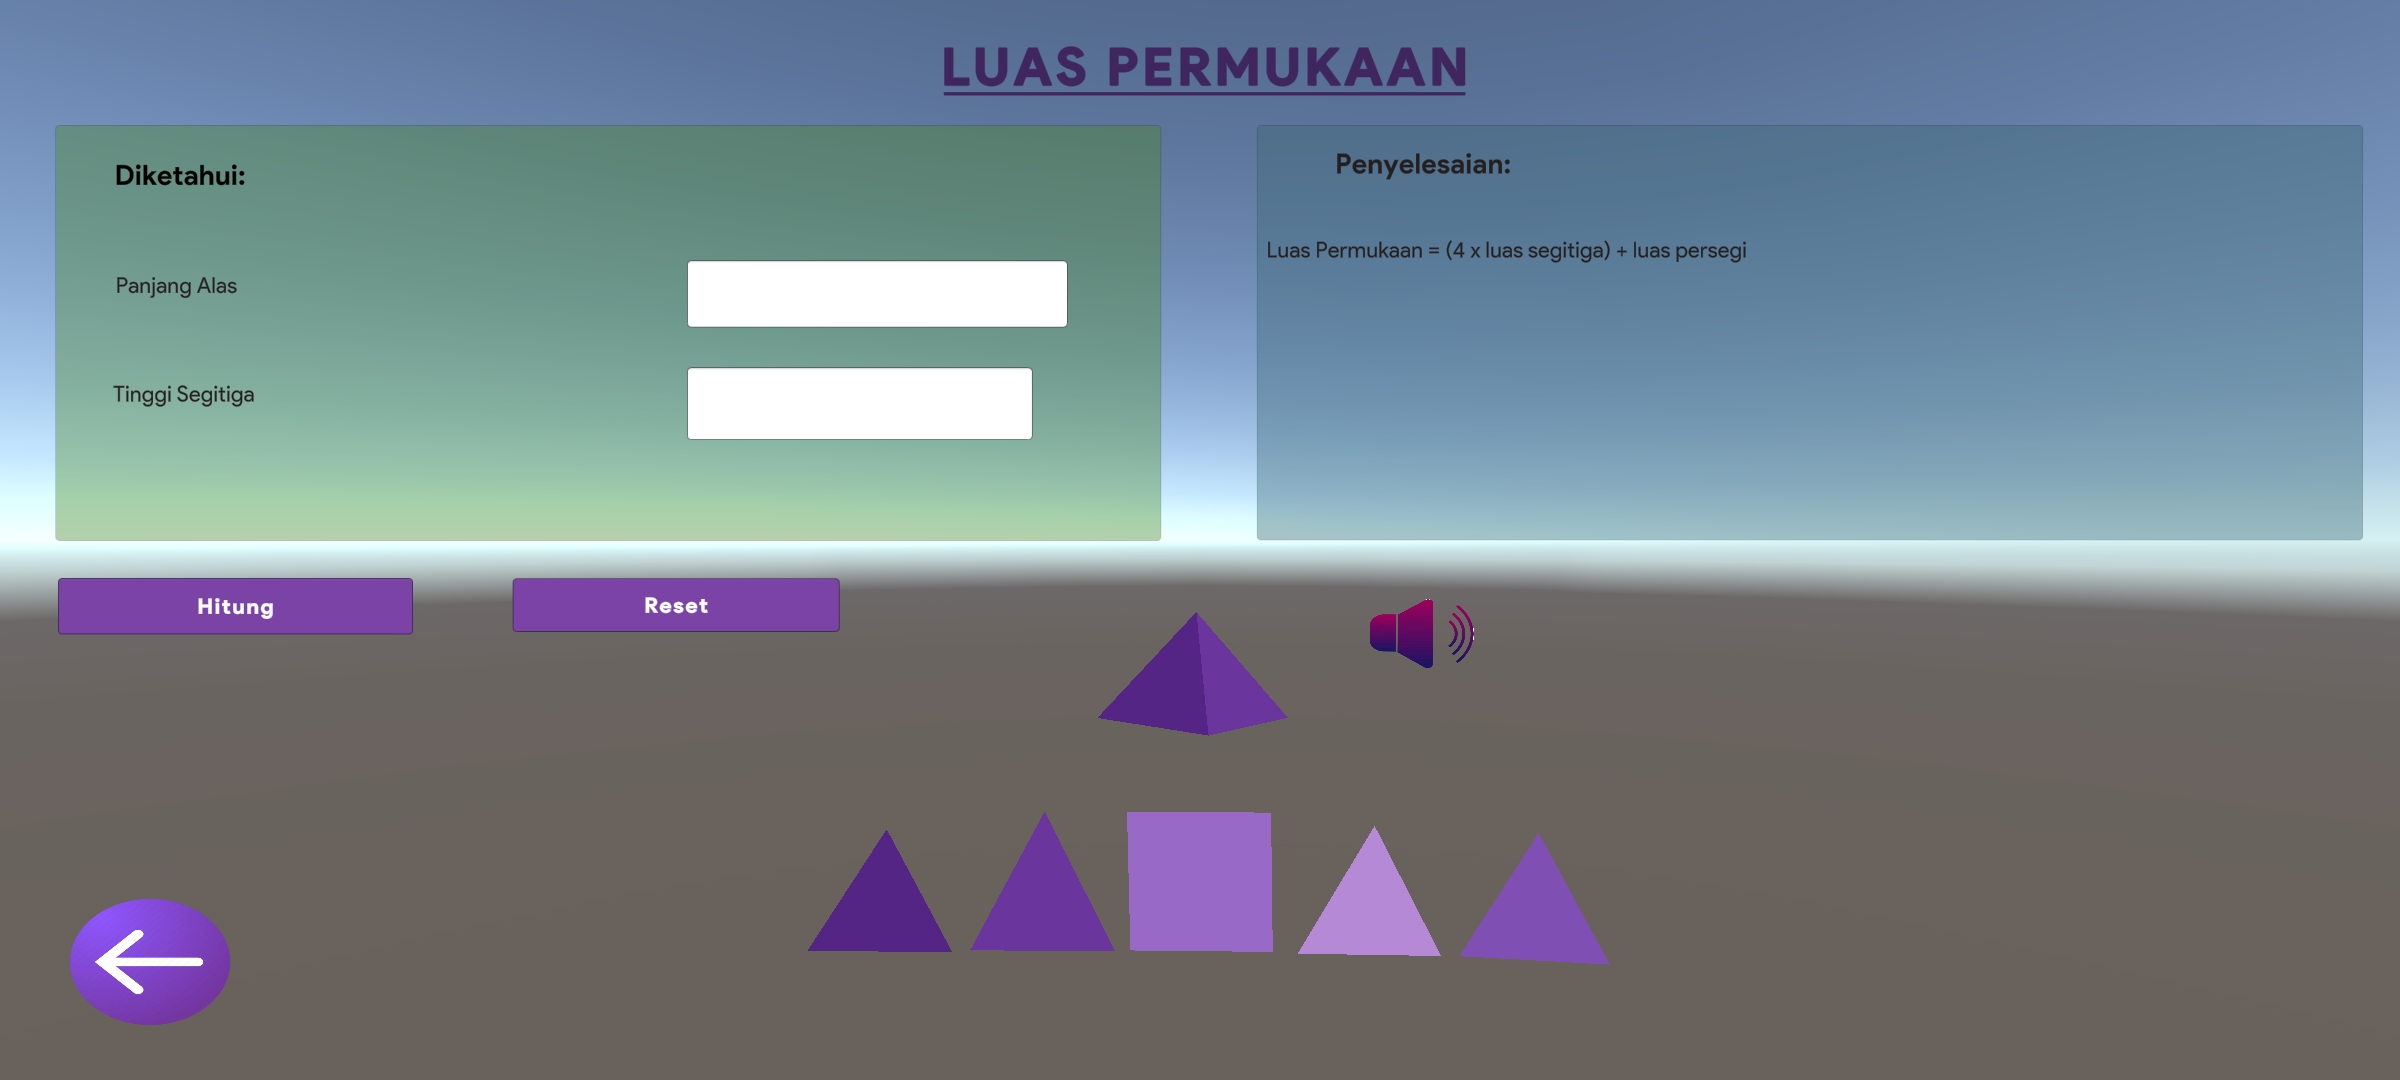 LUAS PERMUKAAN
Diketahui:
Panjang Alas
Tinggi Segitiga
Penyelesaian:
Luas Permukaan = (4 x luas segitiga) + luas persegi
Hitung
Reset